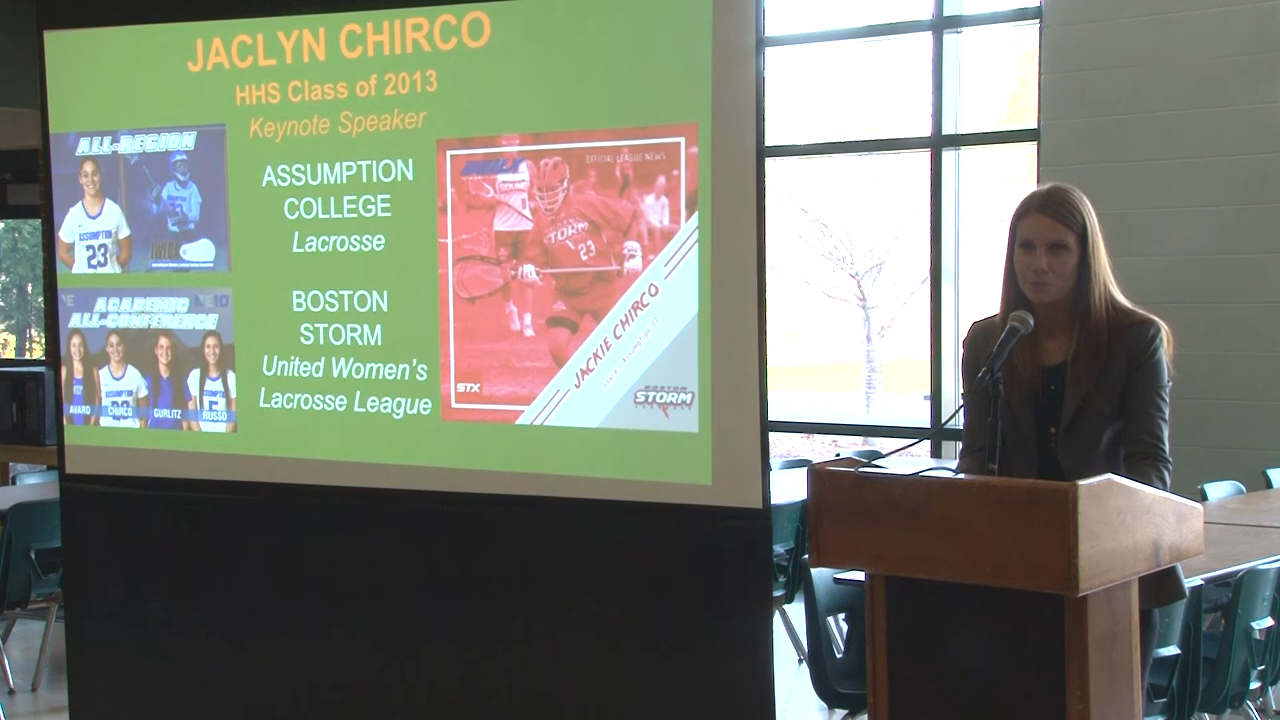 JACLYN CHIRCO
HHS Class of 2013
Keynote Speaker
ALL-REGION
ASSUMPTION
23
ASSUMPTION
COLLEGE
Lacrosse
BOSTON
STORM
United Women's
Lacrosse League
ACADEMIC
ALL-CONFERENCE
AVARD
CHIRCO
GURLITZ
RUSSO
OFFICIAL LEAGUE NEWS
STORM
23
JACKIE CHIRCO
STX
BOSTON
STORM